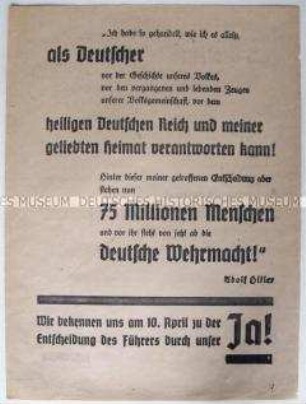 „Ich habe so gehandelt, wie ich es allein,
als Deutscher
vor der Geschichte unseres Volkes,
vor den vergangenen und lebenden Zeugen
unserer Volksgemeinschaft, vor dem
heiligen Deutschen Reich und meiner
geliebten Heimat verantworten kann!
Hinter dieser meiner getroffenen Entscheidung aber
stehen nun
MUSEUM DEUTSCHES HISTORISCHES MUSEUM
75 Millionen Menschen
und vor ihr steht von jetzt ab die
deutsche Wehrmacht!“
Adolf Hitler
Wir bekennen uns am 10. April zu der
Entscheidung des Führers durch unser
Ja!